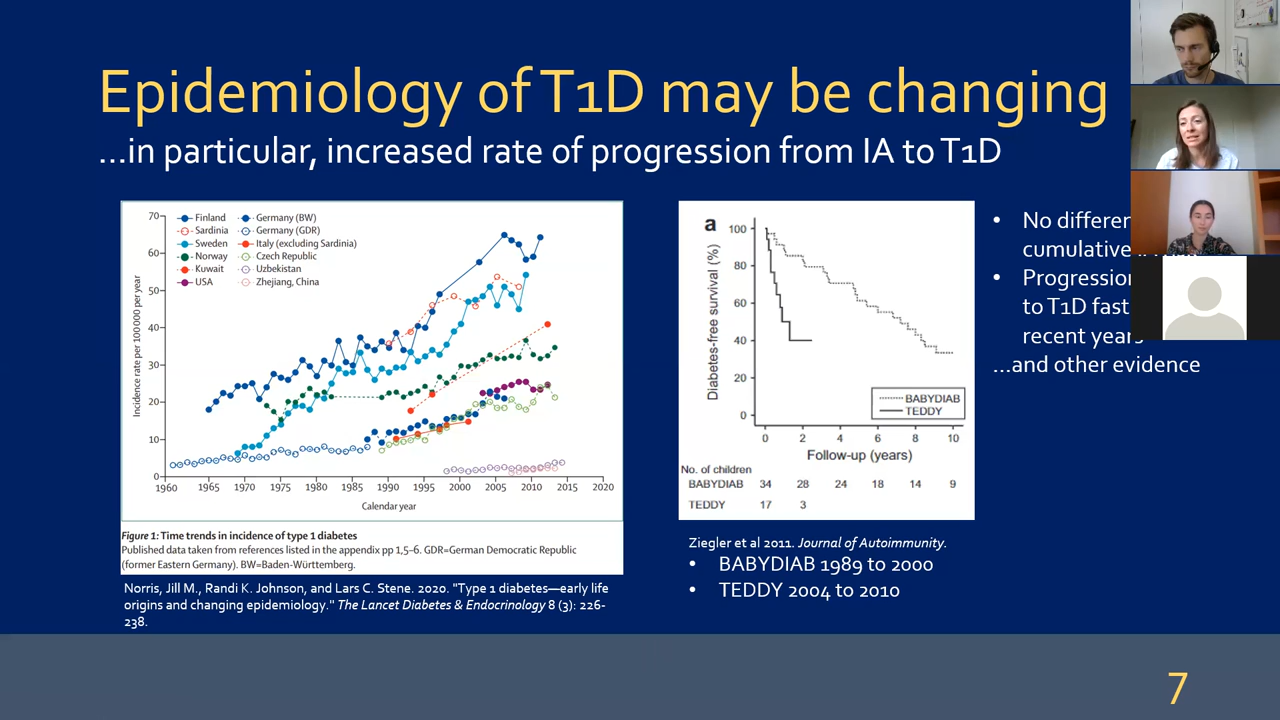 Epidemiology of T1D may be changing
...in particular, increased rate of progression from IA to T1D
Incidence rate per 100 000 per year
70
60
50
40
30
20
10
0
Finland
Sardinia
Sweden
Norway
Kuwait
USA
Germany (BW)
Germany (GDR)
Italy (excluding Sardinia)
Czech Republic
Uzbekistan
Zhejiang, China
1960 1965 1970 1975 1980 1985 1990 1995 2000 2005 2010 2015 2020
Calendar year
Figure 1: Time trends in incidence of type 1 diabetes
Published data taken from references listed in the appendix pp 1,5–6. GDR=German Democratic Republic
(former Eastern Germany). BW=Baden-Württemberg.
Norris, Jill M., Randi K. Johnson, and Lars C. Stene. 2020. "Type 1 diabetes—early life
origins and changing epidemiology." The Lancet Diabetes & Endocrinology 8 (3): 226-
238.
a
Diabetes-free survival (%)
100
80
60
40
20
0
BABYDIAB
TEDDY
0 2 4 6 8 10
Follow-up (years)
No. of children
BABYDIAB 34 28 24 18 14 9
TEDDY 17 3
Ziegler et al 2011. Journal of Autoimmunity.
• BABYDIAB 1989 to 2000
• TEDDY 2004 to 2010
• No
cumulative
• Progression
to T1D
recent years
...and other evidence
7